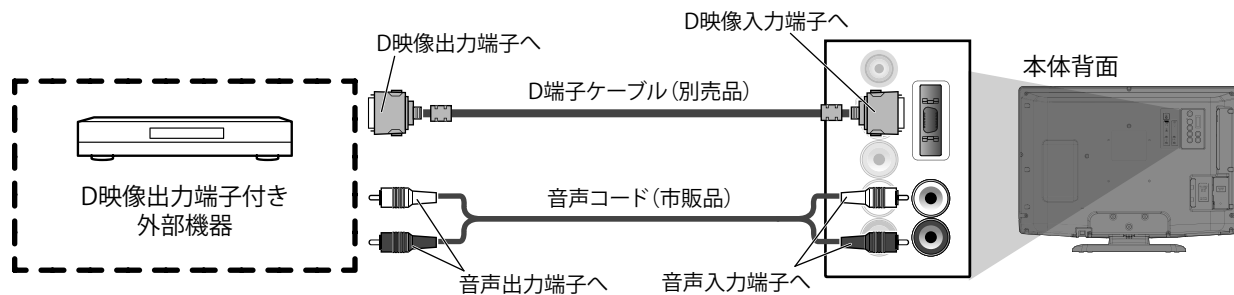 D映像出力端子へ
D映像入力端子へ
本体背面
D端子ケーブル（別売品）
D映像出力端子付き
外部機器
音声コード（市販品）
音声出力端子へ
音声入力端子へ